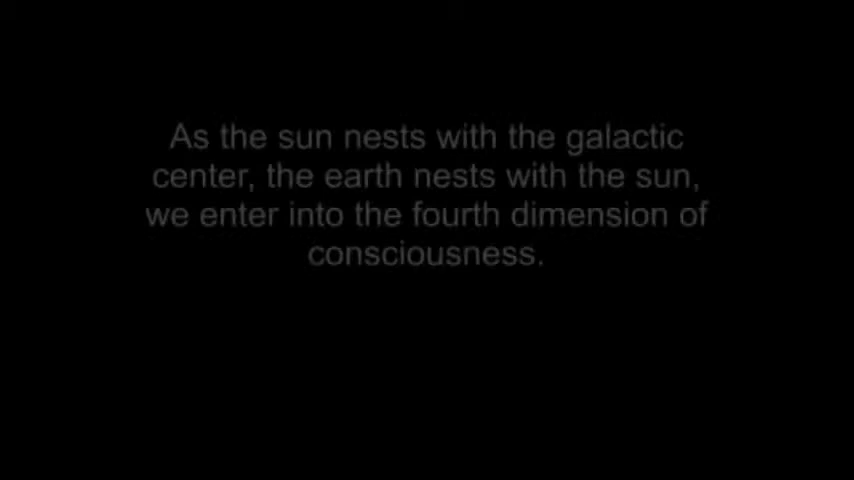 As the sun nests with the galactic
center, the earth nests with the sun,
we enter into the fourth dimension of
consciousness.